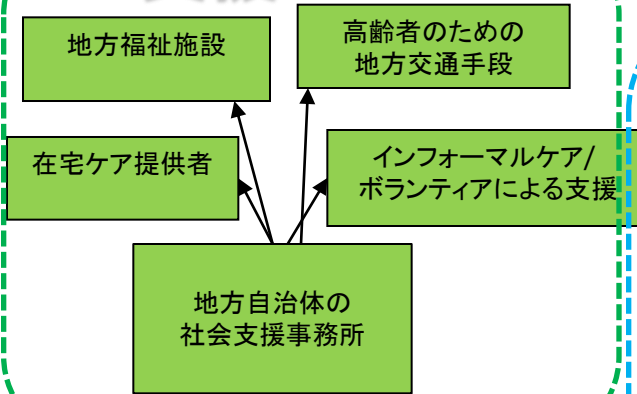 地方福祉施設
高齢者のための
地方交通手段
在宅ケア提供者
インフォーマルケア/
ボランティアによる支援
地方自治体の
社会支援事務所